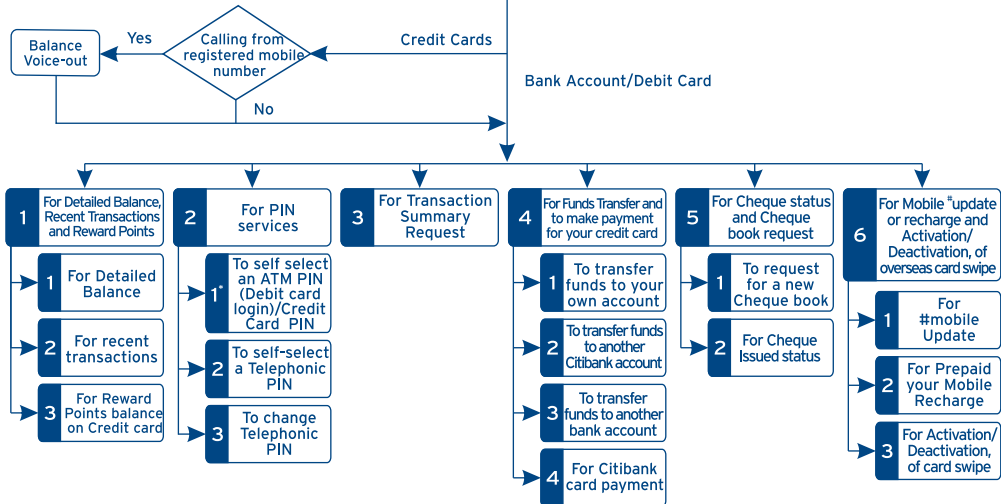 Balance
Voice-out
Yes
Calling from
registered mobile
number
Credit Cards
No
Bank Account/Debit Card
1
For Detailed Balance,
Recent Transactions
and Reward Points
1
For Detailed
Balance
2
For recent
transactions
3
For Reward
Points balance
on Credit card
2
For PIN
services
1*
To self select
an ATM PIN
(Debit card
login)/Credit
Card PIN
2
To self-select
a Telephonic
PIN
3
To change
Telephonic
PIN
3
For Transaction
Summary
Request
4
For Funds Transfer and
to make payment
for your credit card
1
To transfer
funds to your
own account
2
To transfer funds
to another
Citibank account
3
To transfer
funds to another
bank account
4
For Citibank
card payment
5
For Cheque status
and Cheque
book request
1
To request
for a new
Cheque book
2
For Cheque
Issued status
6
For Mobile #update
or recharge and
Activation/
Deactivation, of
overseas card swipe
1
For
#mobile
Update
2
For Prepaid
your Mobile
Recharge
3
For Activation/
Deactivation,
of card swipe